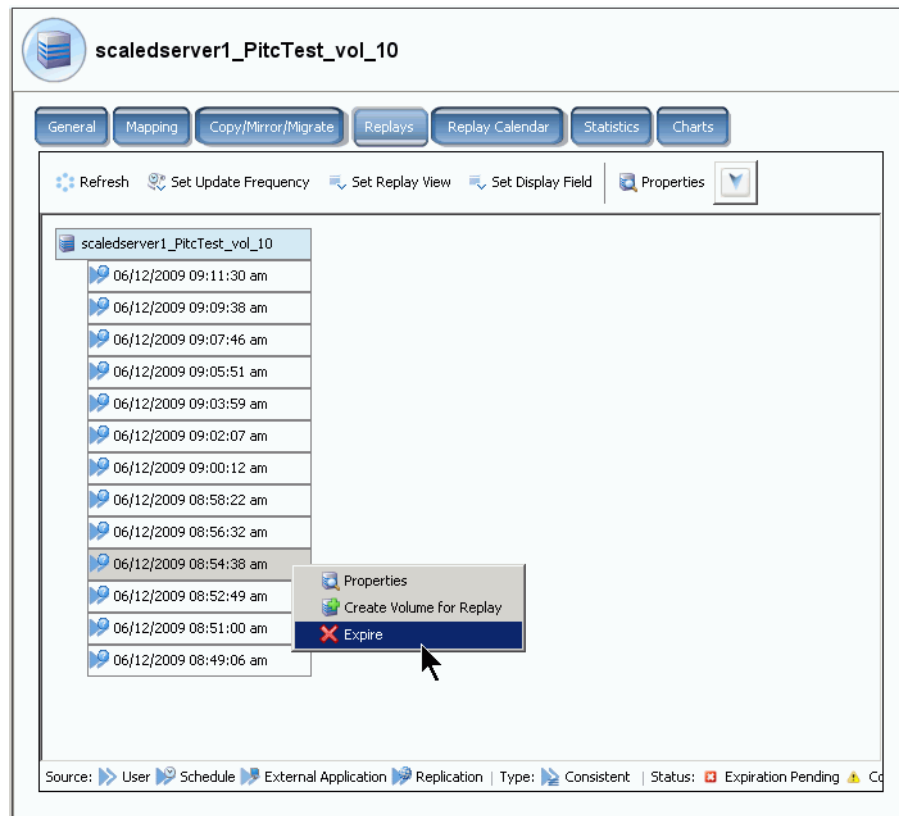 scaledserver1_PitcTest_vol_10
General Mapping Copy/Mirror/Migrate Replays Replay Calendar Statistics Charts
Refresh Set Update Frequency Set Replay View Set Display Field Properties
scaledserver1_PitcTest_vol_10
06/12/2009 09:11:30 am
06/12/2009 09:09:38 am
06/12/2009 09:07:46 am
06/12/2009 09:05:51 am
06/12/2009 09:03:59 am
06/12/2009 09:02:07 am
06/12/2009 09:00:12 am
06/12/2009 08:58:22 am
06/12/2009 08:56:32 am
06/12/2009 08:54:38 am
06/12/2009 08:52:49 am
06/12/2009 08:51:00 am
06/12/2009 08:49:06 am
Properties
Create Volume for Replay
Expire
Source: User Schedule External Application Replication | Type: Consistent | Status: Expiration Pending